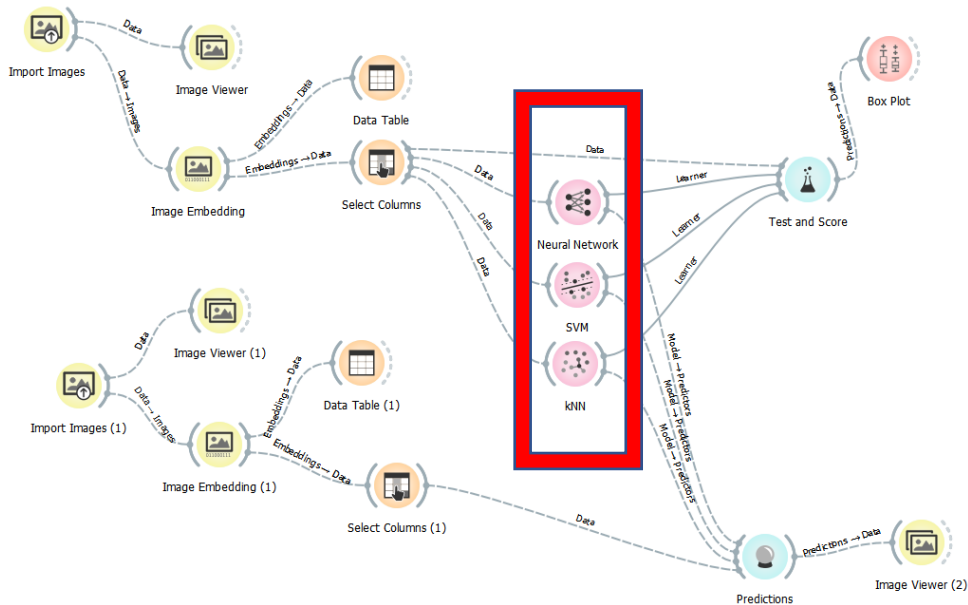 Import Images
Data
Image Viewer
Data → Images
Image Embedding
Embeddings → Data
Data Table
Embeddings → Data
Select Columns
Data
Data
Data
Data
Neural Network
SVM
kNN
Learner
Learner
Learner
Test and Score
Predictions → Data
Box Plot
Import Images (1)
Data
Image Viewer (1)
Data → Images
Image Embedding (1)
Embeddings → Data
Data Table (1)
Embeddings → Data
Select Columns (1)
Data
Model → Predictors
Model → Predictors
Model → Predictors
Predictions
Predictions → Data
Image Viewer (2)